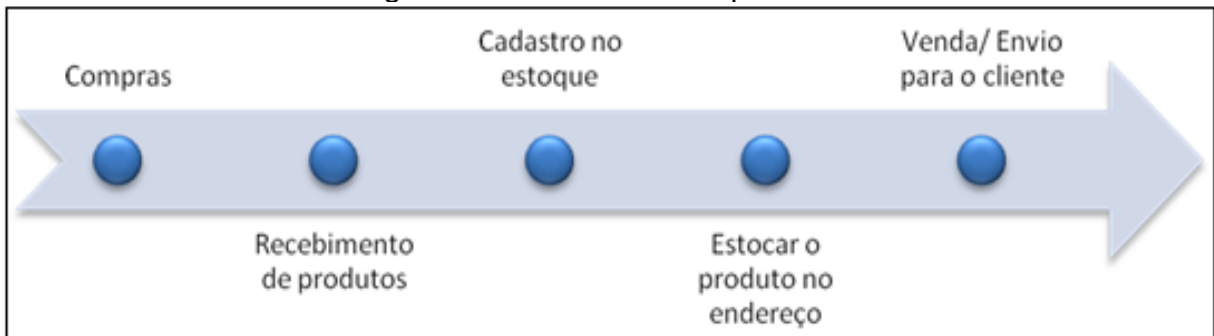 Compras
Recebimento
de produtos
Cadastro no
estoque
Estocar o
produto no
endereço
Venda/ Envio
para o cliente